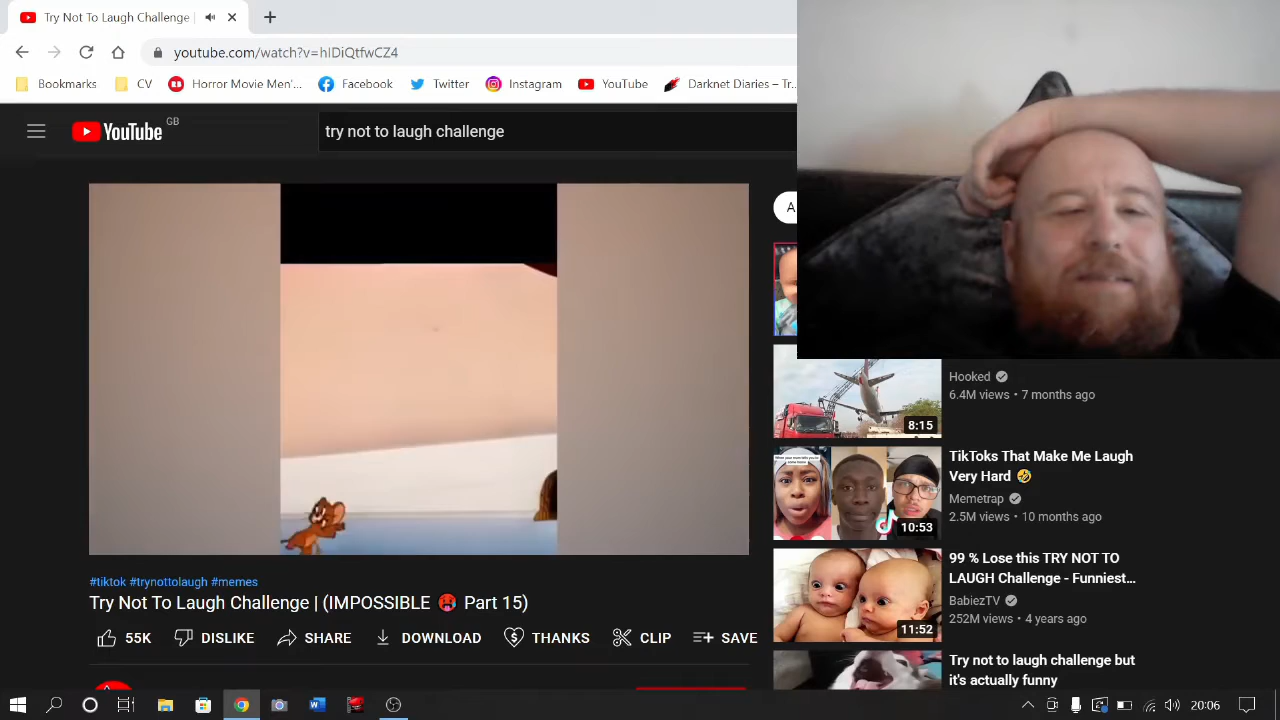 Try Not To Laugh Challenge
youtube.com/watch?v=hIDiQtfwCZ4
Bookmarks
CV
Horror Movie Men'...
Facebook
Twitter
Instagram
YouTube
Darknet Diaries – Tr...
YouTube GB
try not to laugh challenge
A
Hooked
6.4M views • 7 months ago
8:15
TikToks That Make Me Laugh
Very Hard 🤣
Memetrap
2.5M views • 10 months ago
10:53
99 % Lose this TRY NOT TO
LAUGH Challenge - Funniest...
BabiezTV
252M views • 4 years ago
11:52
Try not to laugh challenge but
it's actually funny
#tiktok #trynottolaugh #memes
Try Not To Laugh Challenge | (IMPOSSIBLE 🥵 Part 15)
55K
DISLIKE
SHARE
DOWNLOAD
THANKS
CLIP
SAVE
20:06